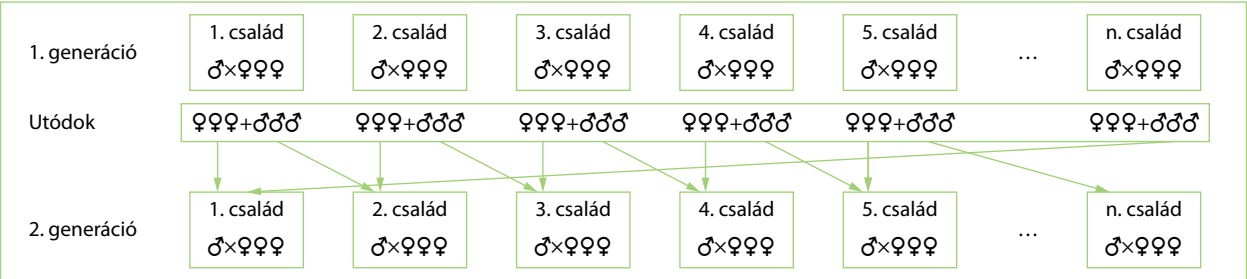 1. generáció
1. család 2. család 3. család 4. család 5. család … n. család
♂×♀♀♀ ♂×♀♀♀ ♂×♀♀♀ ♂×♀♀♀ ♂×♀♀♀ ♂×♀♀♀
Utódok ♀♀♀+♂♂♂ ♀♀♀+♂♂♂ ♀♀♀+♂♂♂ ♀♀♀+♂♂♂ ♀♀♀+♂♂♂ ♀♀♀+♂♂♂
2. generáció
1. család 2. család 3. család 4. család 5. család … n. család
♂×♀♀♀ ♂×♀♀♀ ♂×♀♀♀ ♂×♀♀♀ ♂×♀♀♀ ♂×♀♀♀